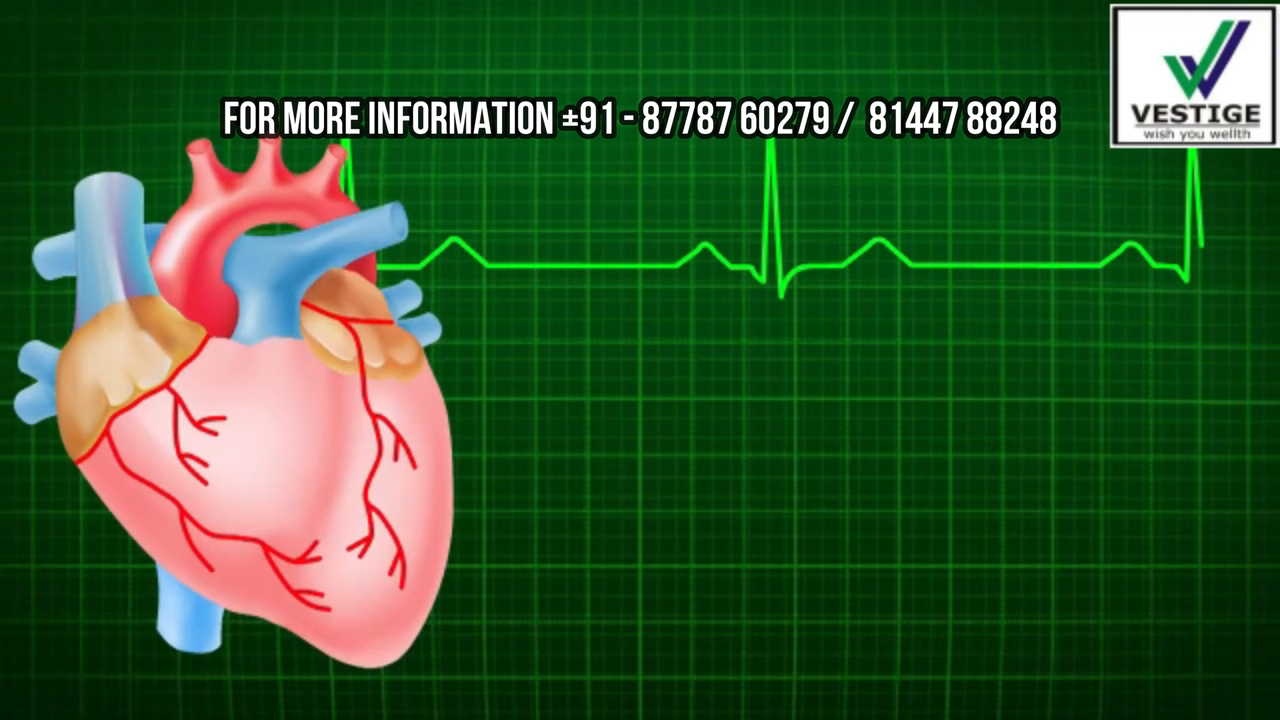 FOR MORE INFORMATION ±91 - 87787 60279 / 81447 88248
VESTIGE
wish you wellth